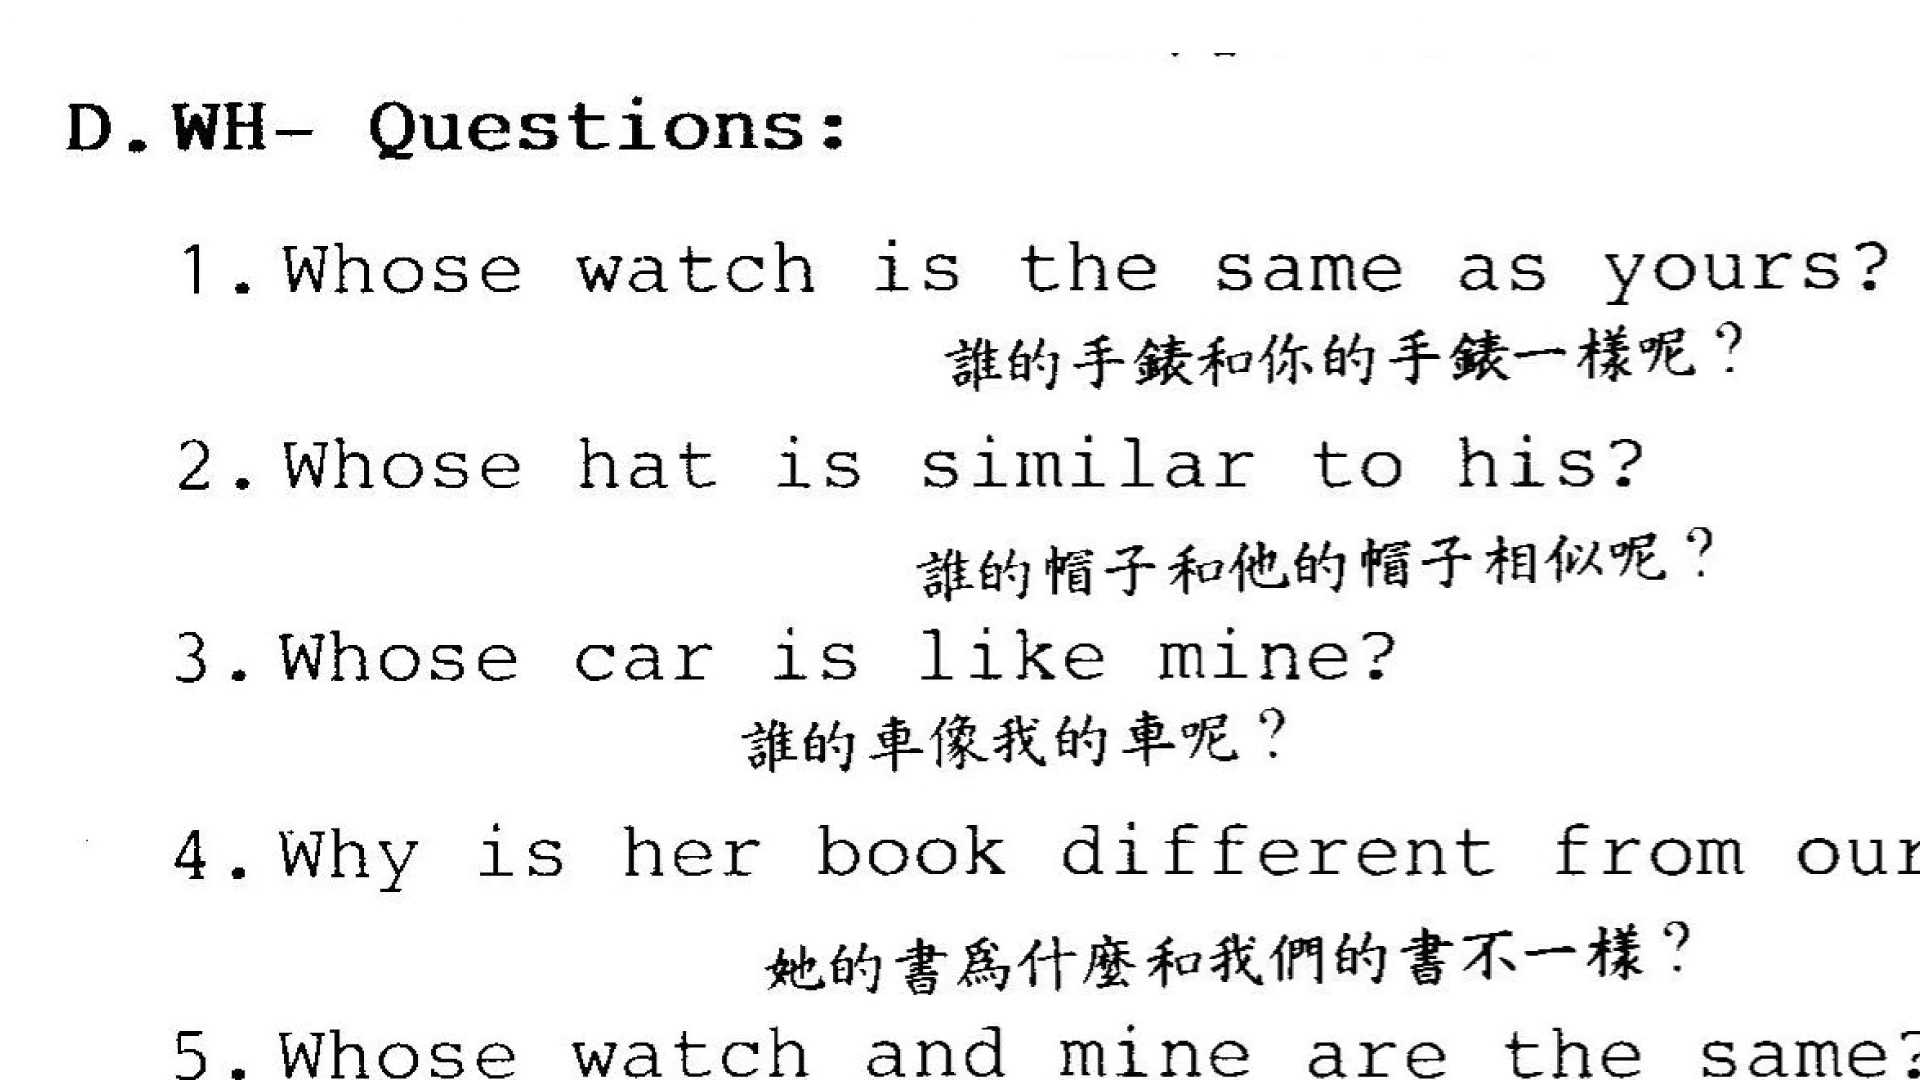 D. WH- Questions:
1. Whose watch is the same as yours?
誰的手錶和你的手錶一樣呢？
2. Whose hat is similar to his?
誰的帽子和他的帽子相似呢？
3. Whose car is like mine?
誰的車像我的車呢？
4. Why is her book different from our
她的書爲什麼和我們的書不一樣？
5. Whose watch and mine are the same?